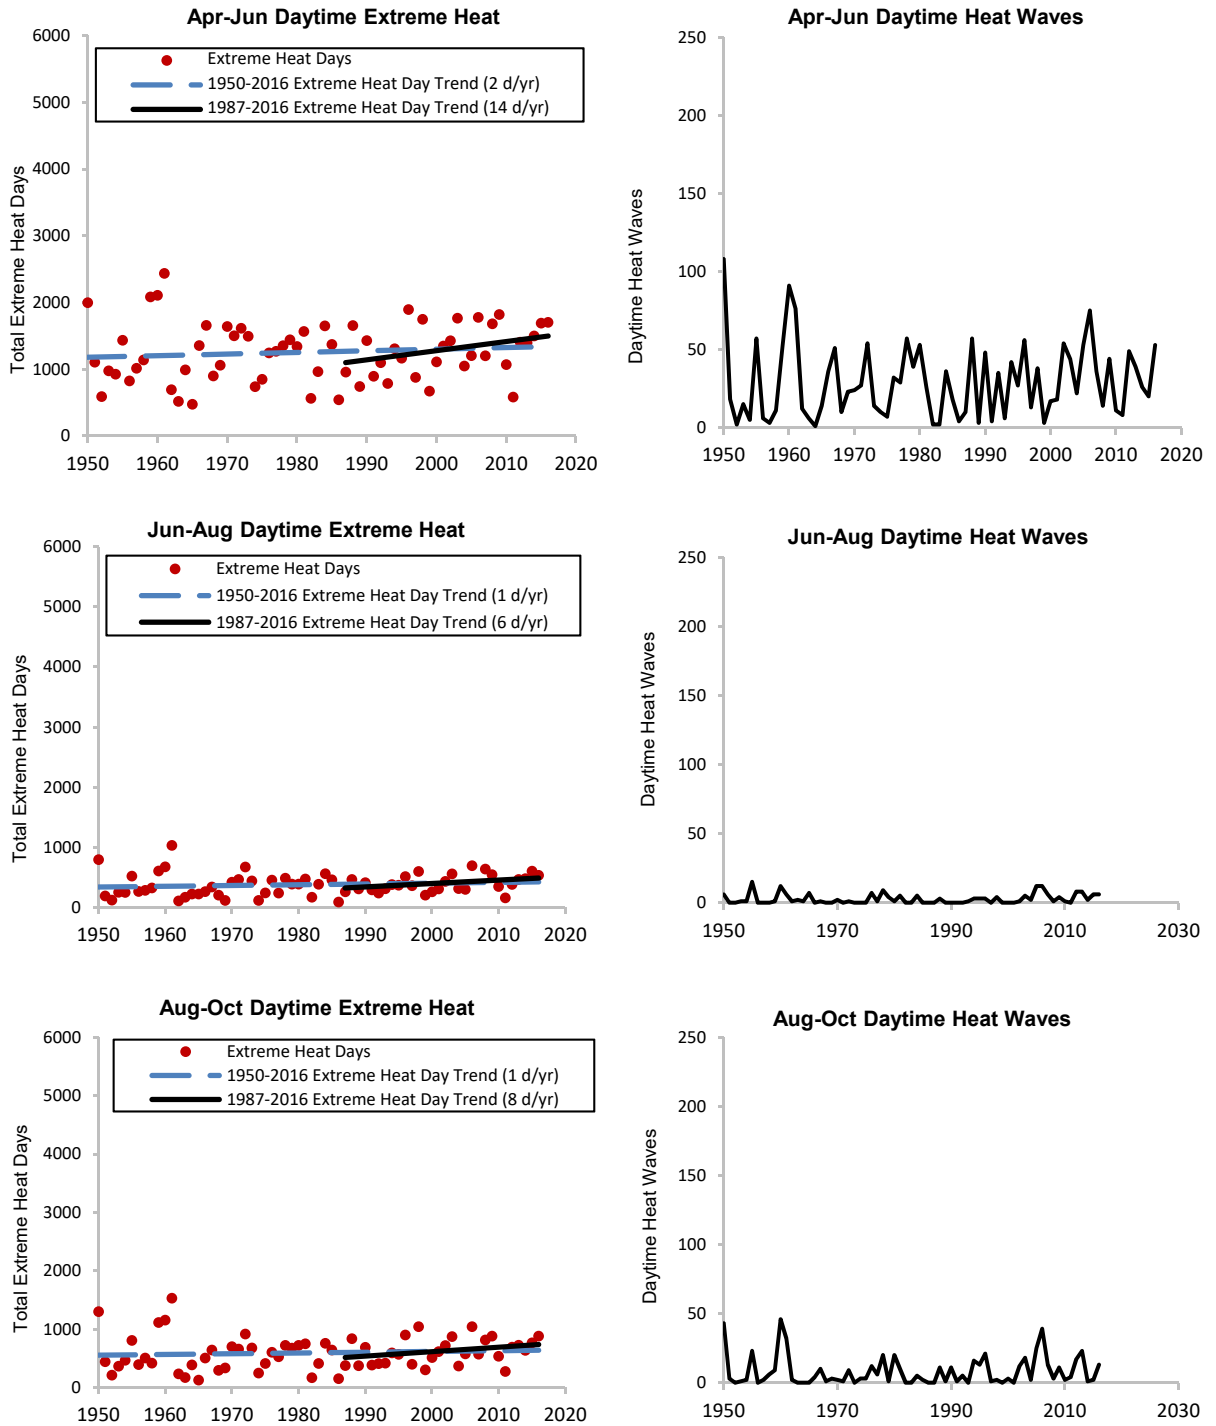 Apr-Jun Daytime Extreme Heat
6000
5000
4000
3000
2000
1000
0
Total Extreme Heat Days
Extreme Heat Days
1950-2016 Extreme Heat Day Trend (2 d/yr)
1987-2016 Extreme Heat Day Trend (14 d/yr)
1950 1960 1970 1980 1990 2000 2010 2020
Apr-Jun Daytime Heat Waves
250
200
150
100
50
0
Daytime Heat Waves
1950 1960 1970 1980 1990 2000 2010 2020
Jun-Aug Daytime Extreme Heat
6000
5000
4000
3000
2000
1000
0
Total Extreme Heat Days
Extreme Heat Days
1950-2016 Extreme Heat Day Trend (1 d/yr)
1987-2016 Extreme Heat Day Trend (6 d/yr)
1950 1960 1970 1980 1990 2000 2010 2020
Jun-Aug Daytime Heat Waves
250
200
150
100
50
0
Daytime Heat Waves
1950 1970 1990 2010 2030
Aug-Oct Daytime Extreme Heat
6000
5000
4000
3000
2000
1000
0
Total Extreme Heat Days
Extreme Heat Days
1950-2016 Extreme Heat Day Trend (1 d/yr)
1987-2016 Extreme Heat Day Trend (8 d/yr)
1950 1960 1970 1980 1990 2000 2010 2020
Aug-Oct Daytime Heat Waves
250
200
150
100
50
0
Daytime Heat Waves
1950 1970 1990 2010 2030